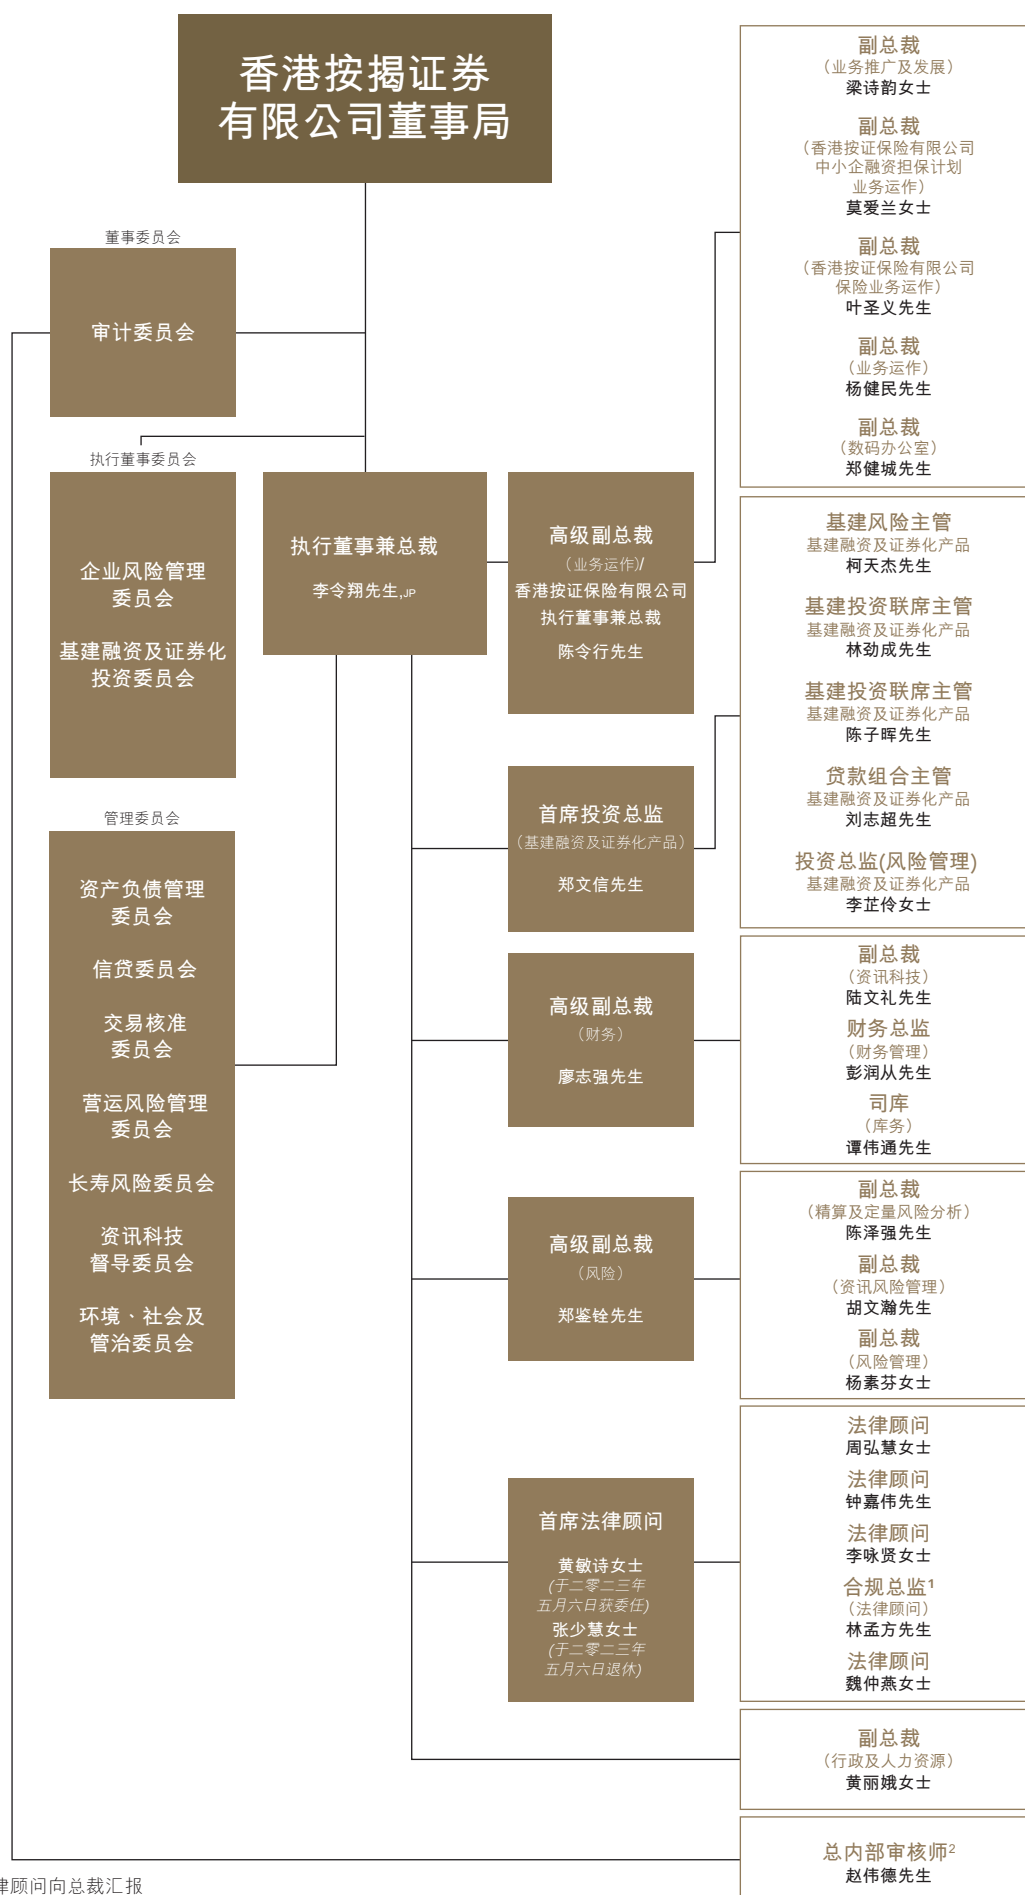 香港按揭证券
有限公司董事局
董事委员会
审计委员会
执行董事委员会
企业风险管理
委员会
基建融资及证券化
投资委员会
管理委员会
资产负债管理
委员会
信贷委员会
交易核准
委员会
营运风险管理
委员会
长寿风险委员会
资讯科技
督导委员会
环境、社会及
管治委员会
执行董事兼总裁
李令翔先生,JP
高级副总裁
（业务运作)/
香港按证保险有限公司
执行董事兼总裁
陈令行先生
首席投资总监
（基建融资及证券化产品）
郑文信先生
高级副总裁
（财务）
廖志强先生
高级副总裁
（风险）
郑鉴铨先生
首席法律顾问
黄敏诗女士
(于二零二三年
五月六日获委任)
张少慧女士
(于二零二三年
五月六日退休)
副总裁
（业务推广及发展）
梁诗韵女士
副总裁
（香港按证保险有限公司
中小企融资担保计划
业务运作）
莫爱兰女士
副总裁
（香港按证保险有限公司
保险业务运作）
叶圣义先生
副总裁
（业务运作）
杨健民先生
副总裁
（数码办公室）
郑健城先生
基建风险主管
基建融资及证券化产品
柯天杰先生
基建投资联席主管
基建融资及证券化产品
林劲成先生
基建投资联席主管
基建融资及证券化产品
陈子晖先生
贷款组合主管
基建融资及证券化产品
刘志超先生
投资总监(风险管理)
基建融资及证券化产品
李芷伶女士
副总裁
（资讯科技）
陆文礼先生
财务总监
（财务管理）
彭润从先生
司库
（库务）
谭伟通先生
副总裁
（精算及定量风险分析）
陈泽强先生
副总裁
（资讯风险管理）
胡文瀚先生
副总裁
（风险管理）
杨素芬女士
法律顾问
周弘慧女士
法律顾问
钟嘉伟先生
法律顾问
李咏贤女士
合规总监¹
（法律顾问）
林孟方先生
法律顾问
魏仲燕女士
副总裁
（行政及人力资源）
黄丽娥女士
总内部审核师²
赵伟德先生
律顾问向总裁汇报